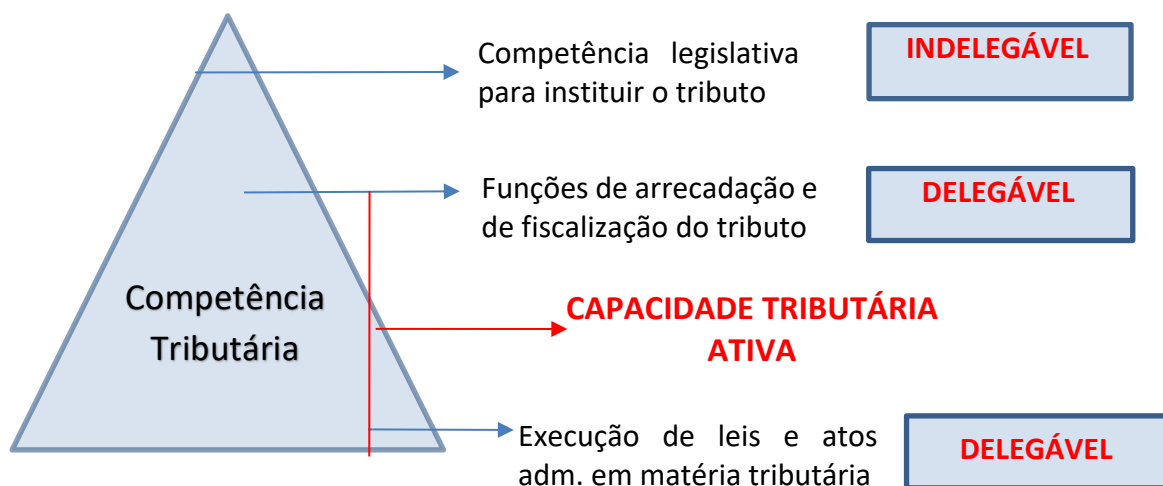 Competência legislativa
para instituir o tributo
INDELEGÁVEL
Funções de arrecadação e
de fiscalização do tributo
DELEGÁVEL
Competência
Tributária
CAPACIDADE TRIBUTÁRIA
ATIVA
Execução de leis e atos
adm. em matéria tributária
DELEGÁVEL